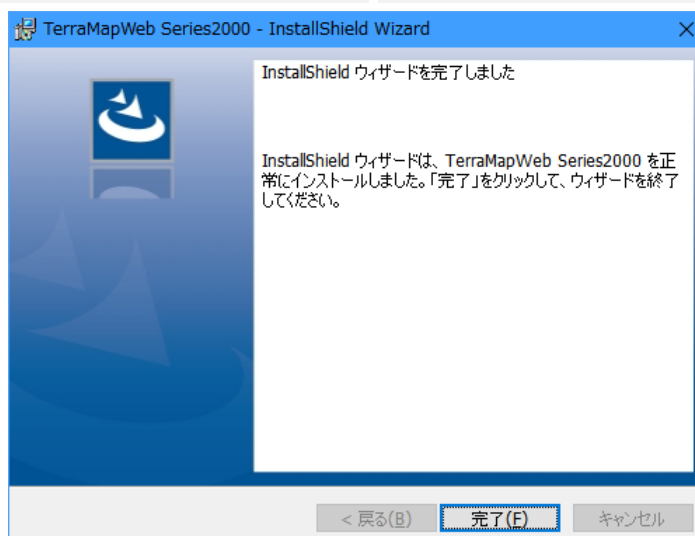 TerraMapWeb Series2000 - InstallShield Wizard
InstallShield ウィザードを完了しました
InstallShield ウィザードは、TerraMapWeb Series2000 を正
常にインストールしました。「完了」をクリックして、ウィザードを終了
してください。
< 戻る(B) 完了(F) キャンセル